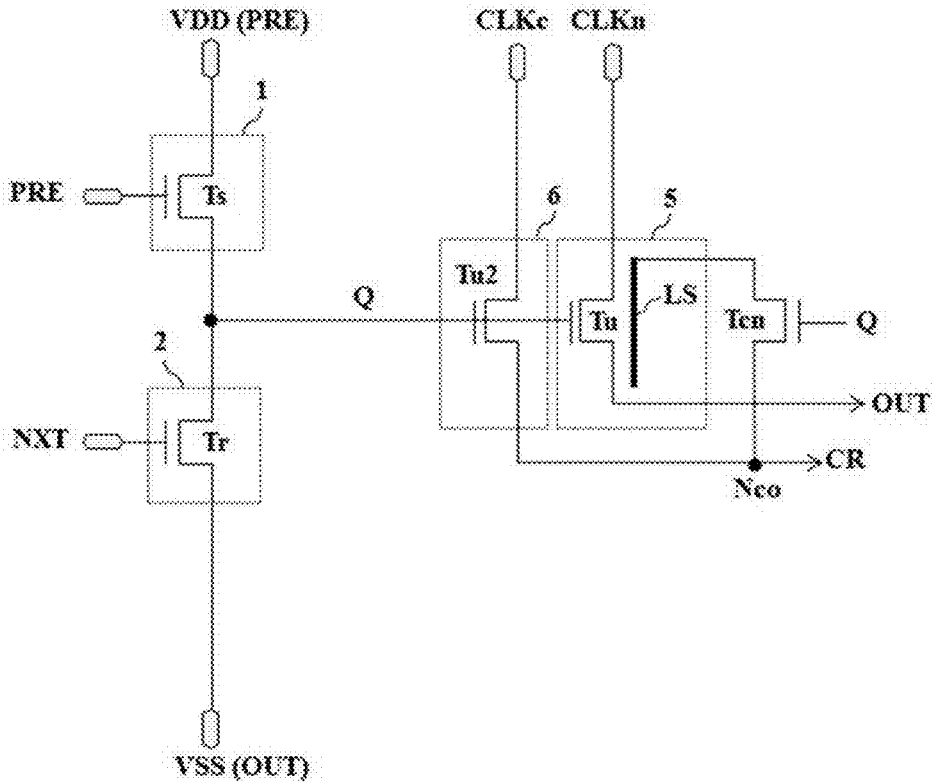 VDD (PRE)
CLKc
CLKn
1
PRE
Ts
6
5
Tu2
Q
Tu
LS
Tcn
Q
2
OUT
NXT
Tr
CR
Nco
VSS (OUT)